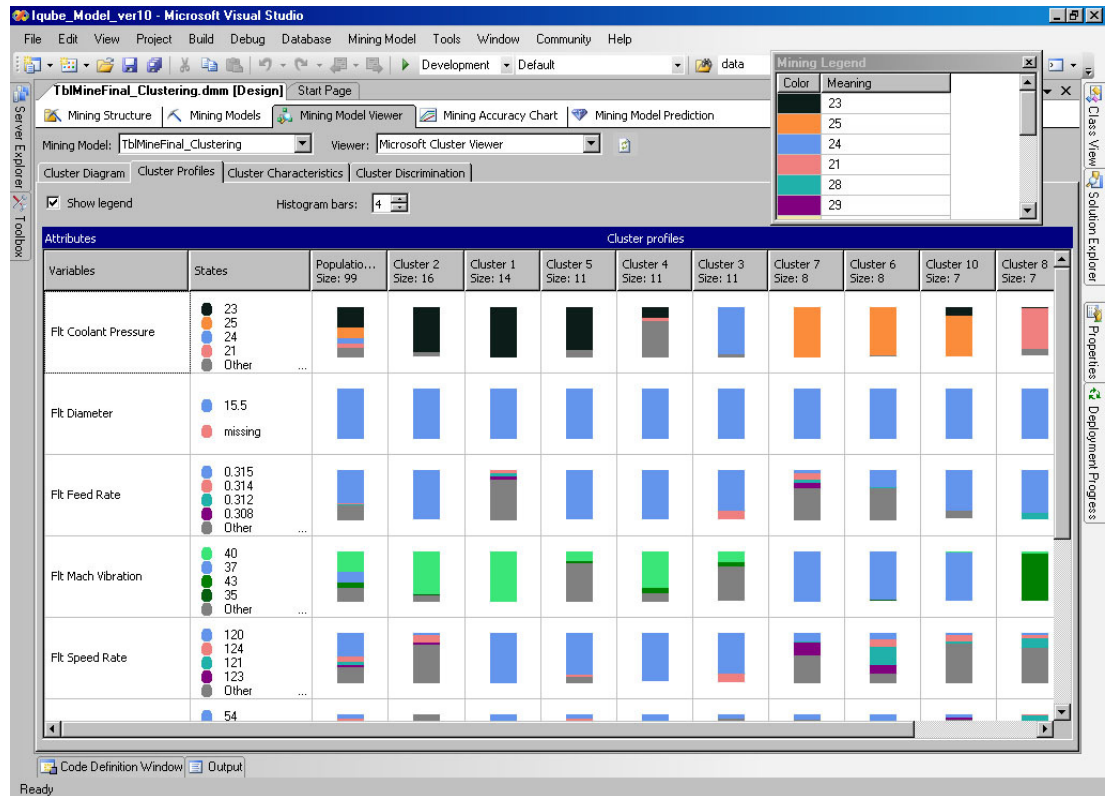 Iqube_Model_ver10 - Microsoft Visual Studio
File Edit View Project Build Debug Database Mining Model Tools Window Community Help
Development Default data
Mining Legend
Color Meaning
23
25
24
21
28
29
TblMineFinal_Clustering.dmm [Design] Start Page
Mining Structure Mining Models Mining Model Viewer Mining Accuracy Chart Mining Model Prediction
Mining Model: TblMineFinal_Clustering Viewer: Microsoft Cluster Viewer
Cluster Diagram Cluster Profiles Cluster Characteristics Cluster Discrimination
Show legend Histogram bars: 4
Attributes Cluster profiles
Variables States Populatio... Size: 99 Cluster 2 Size: 16 Cluster 1 Size: 14 Cluster 5 Size: 11 Cluster 4 Size: 11 Cluster 3 Size: 11 Cluster 7 Size: 8 Cluster 6 Size: 8 Cluster 10 Size: 7 Cluster 8 Size: 7
Flt Coolant Pressure
23
25
24
21
Other ...
Flt Diameter
15.5
missing
Flt Feed Rate
0.315
0.314
0.312
0.308
Other ...
Flt Mach Vibration
40
37
43
35
Other ...
Flt Speed Rate
120
124
121
123
Other ...
54
Server Explorer
Toolbox
Class View
Solution Explorer
Properties
Deployment Progress
Code Definition Window Output
Ready